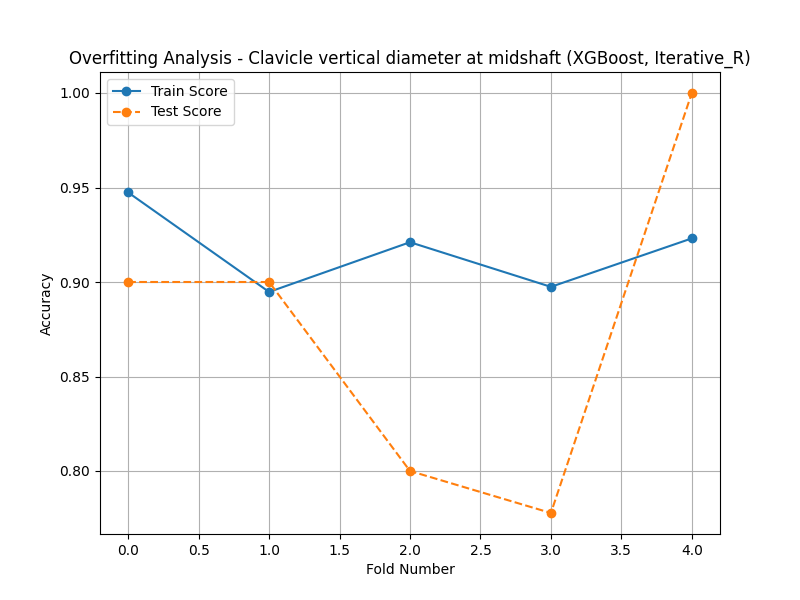 Overfitting Analysis - Clavicle vertical diameter at midshaft (XGBoost, Iterative_R)
Train Score
Test Score
1.00
0.95
0.90
0.85
0.80
Accuracy
0.0 0.5 1.0 1.5 2.0 2.5 3.0 3.5 4.0
Fold Number